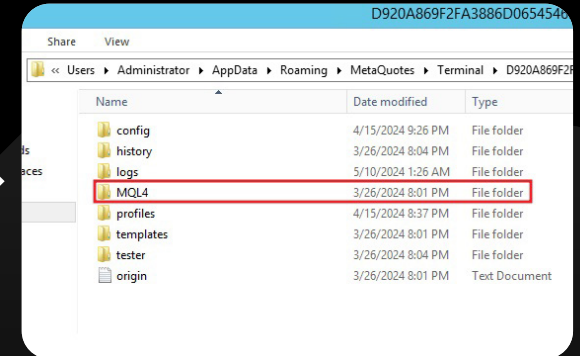 D920A869F2FA3886D0654546
Share View
« Users ▸ Administrator ▸ AppData ▸ Roaming ▸ MetaQuotes ▸ Terminal ▸ D920A869F2F
Name Date modified Type
config 4/15/2024 9:26 PM File folder
history 3/26/2024 8:04 PM File folder
logs 5/10/2024 1:26 AM File folder
MQL4 3/26/2024 8:01 PM File folder
profiles 4/15/2024 8:37 PM File folder
templates 3/26/2024 8:01 PM File folder
tester 3/26/2024 8:04 PM File folder
origin 3/26/2024 8:01 PM Text Document